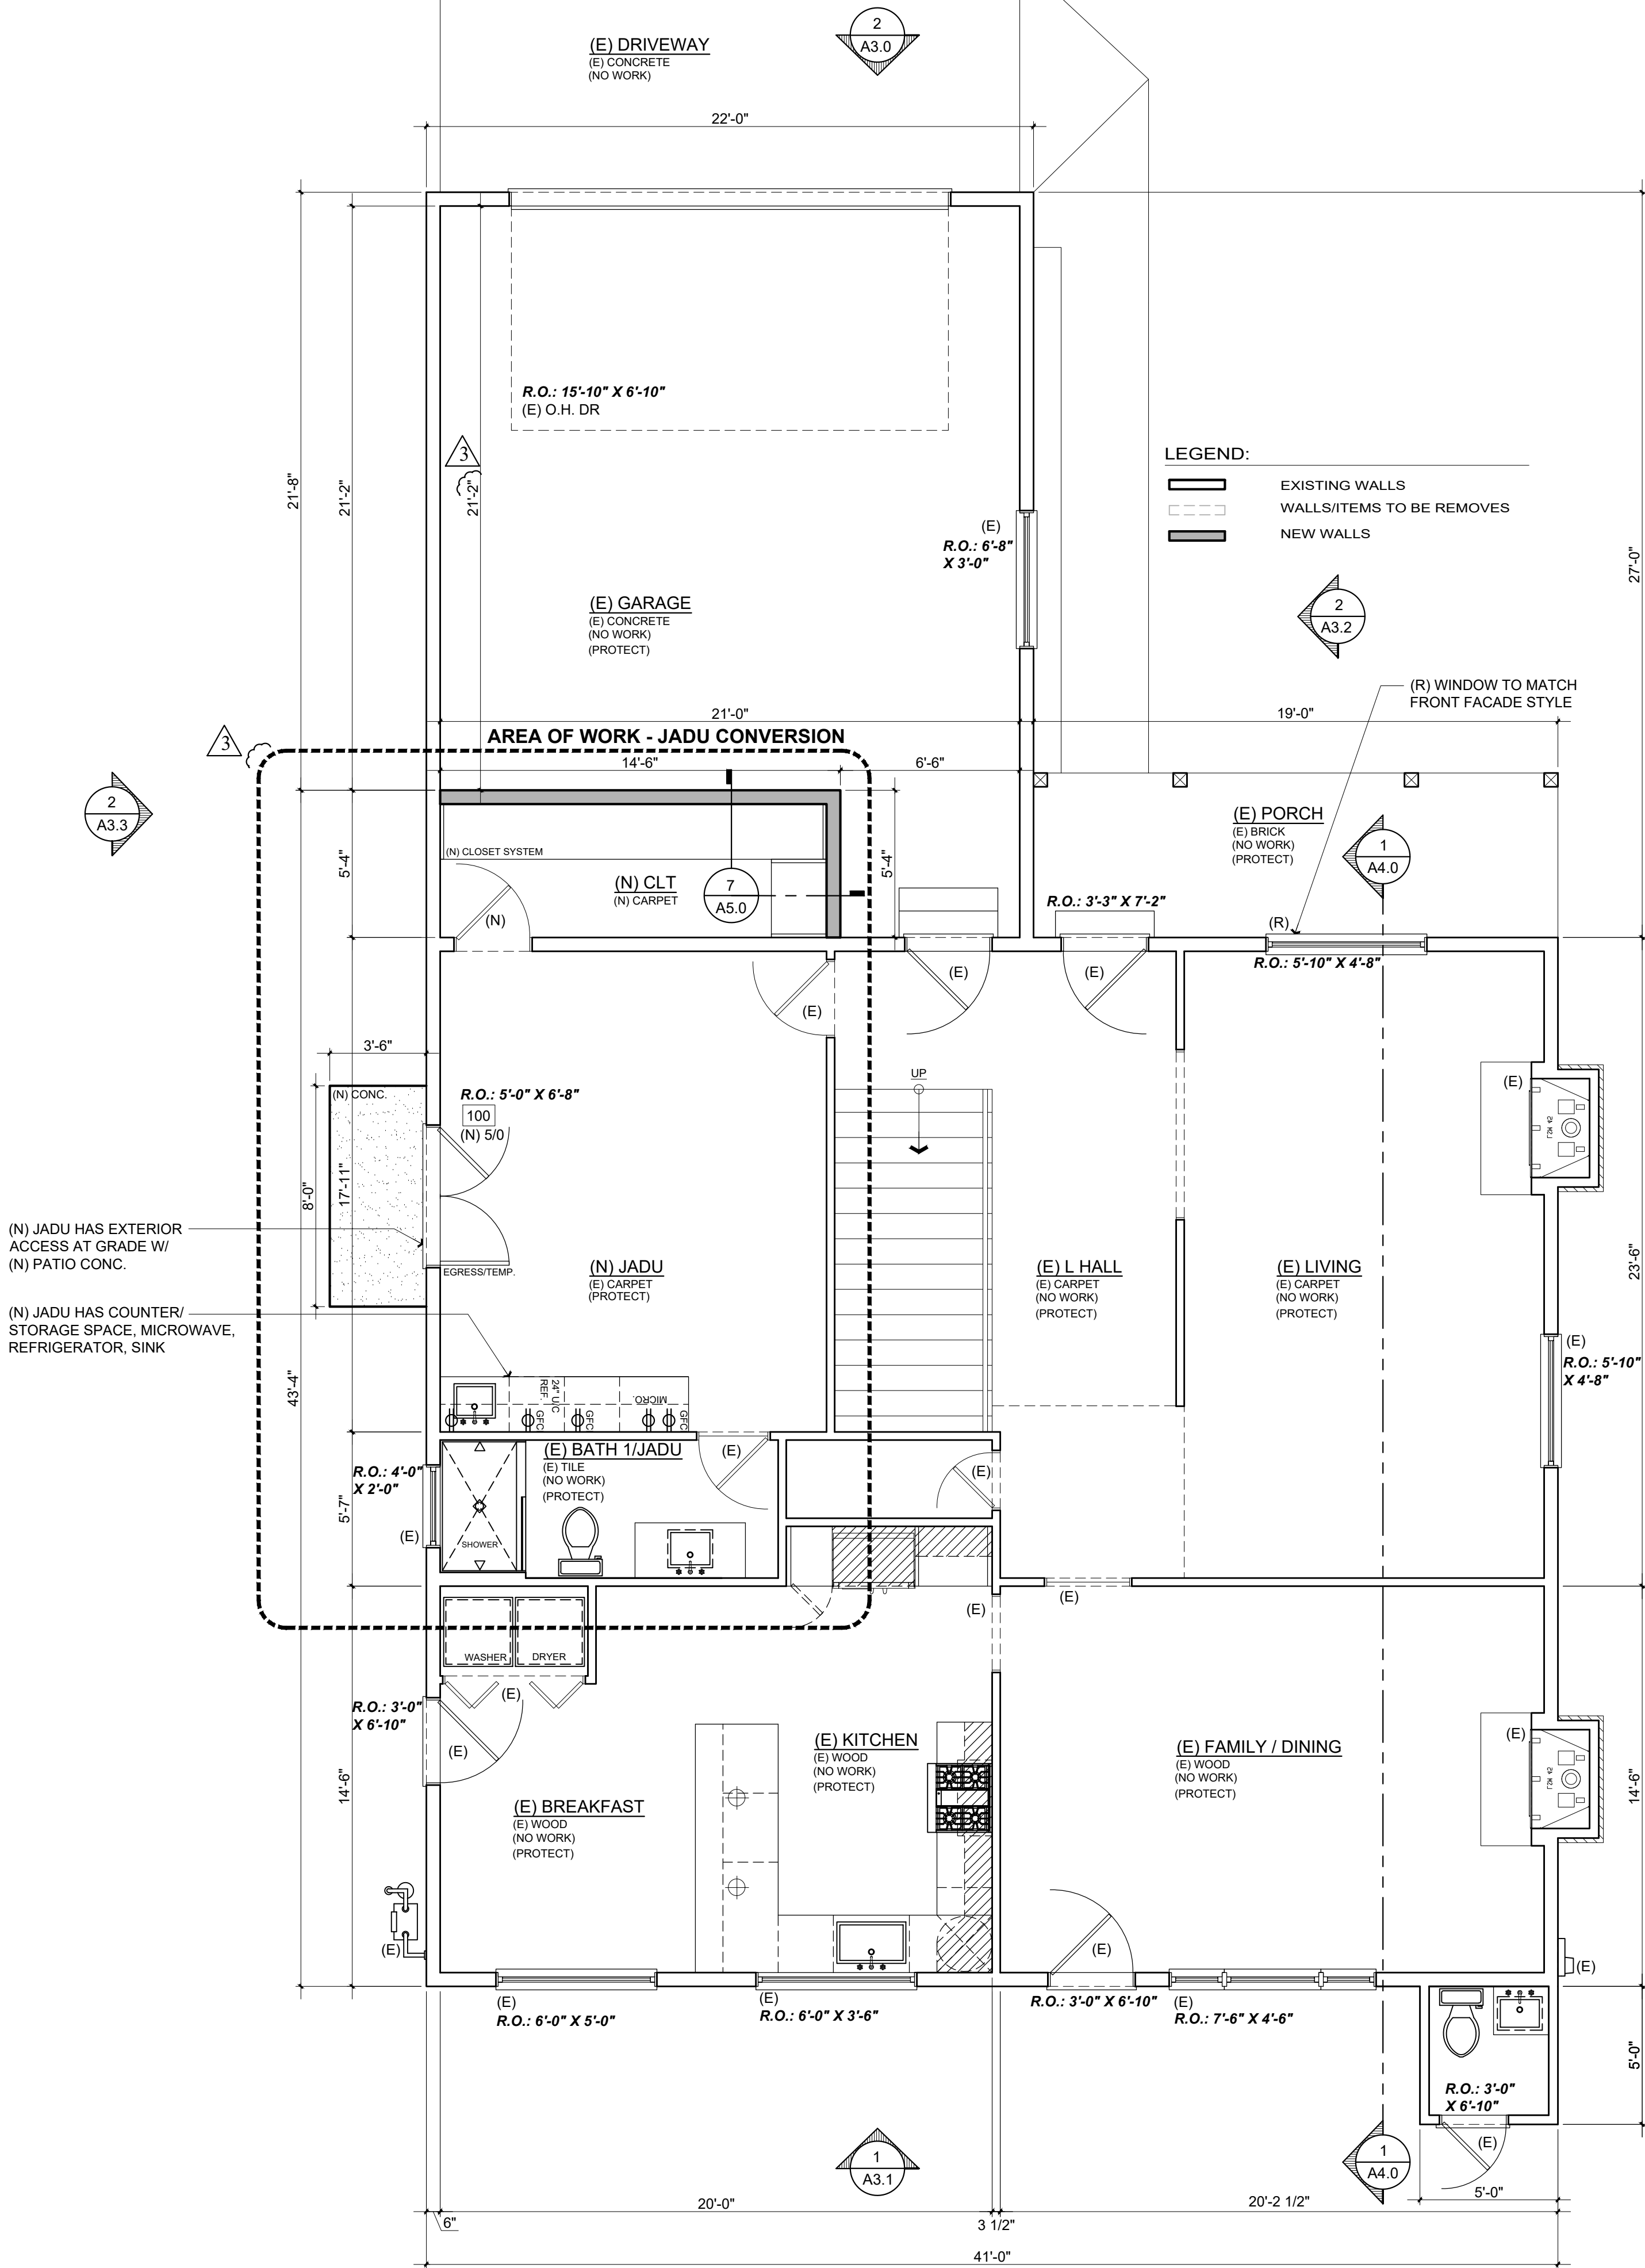 2
A3.0
(E) DRIVEWAY
(E) CONCRETE
(NO WORK)
22'-0"
R.O.: 15'-10" X 6'-10"
(E) O.H. DR
3
21'-8"
21'-2"
21'-2"
LEGEND:
EXISTING WALLS
WALLS/ITEMS TO BE REMOVES
NEW WALLS
(E)
R.O.: 6'-8"
X 3'-0"
27'-0"
(E) GARAGE
(E) CONCRETE
(NO WORK)
(PROTECT)
2
A3.2
(R) WINDOW TO MATCH
FRONT FACADE STYLE
21'-0"
19'-0"
3
AREA OF WORK - JADU CONVERSION
14'-6"
6'-6"
2
A3.3
(E) PORCH
(E) BRICK
(NO WORK)
(PROTECT)
1
A4.0
5'-4"
(N) CLOSET SYSTEM
(N) CLT
(N) CARPET
7
A5.0
5'-4"
(N)
R.O.: 3'-3" X 7'-2"
(R)
R.O.: 5'-10" X 4'-8"
(E)
(E)
(E)
3'-6"
UP
(N) CONC.
R.O.: 5'-0" X 6'-8"
100
(N) 5/0
(E)
8'-0"
17'-11"
(N) JADU HAS EXTERIOR
ACCESS AT GRADE W/
(N) PATIO CONC.
EGRESS/TEMP.
(N) JADU
(E) CARPET
(PROTECT)
(E) L HALL
(E) CARPET
(NO WORK)
(PROTECT)
(E) LIVING
(E) CARPET
(NO WORK)
(PROTECT)
23'-6"
(N) JADU HAS COUNTER/
STORAGE SPACE, MICROWAVE,
REFRIGERATOR, SINK
(E)
R.O.: 5'-10"
X 4'-8"
43'-4"
24" U/C
REF.
MICRO.
GFC
GFC
GFC
(E) BATH 1/JADU
(E) TILE
(NO WORK)
(PROTECT)
(E)
(E)
R.O.: 4'-0"
X 2'-0"
5'-7"
(E)
SHOWER
(E)
(E)
WASHER
DRYER
(E)
R.O.: 3'-0"
X 6'-10"
(E)
(E) KITCHEN
(E) WOOD
(NO WORK)
(PROTECT)
(E) FAMILY / DINING
(E) WOOD
(NO WORK)
(PROTECT)
(E)
14'-6"
14'-6"
(E) BREAKFAST
(E) WOOD
(NO WORK)
(PROTECT)
(E)
(E)
(E)
(E)
R.O.: 6'-0" X 5'-0"
(E)
R.O.: 6'-0" X 3'-6"
R.O.: 3'-0" X 6'-10"
(E)
R.O.: 7'-6" X 4'-6"
5'-0"
R.O.: 3'-0"
X 6'-10"
(E)
1
A3.1
1
A4.0
5'-0"
20'-0"
20'-2 1/2"
6"
3 1/2"
41'-0"